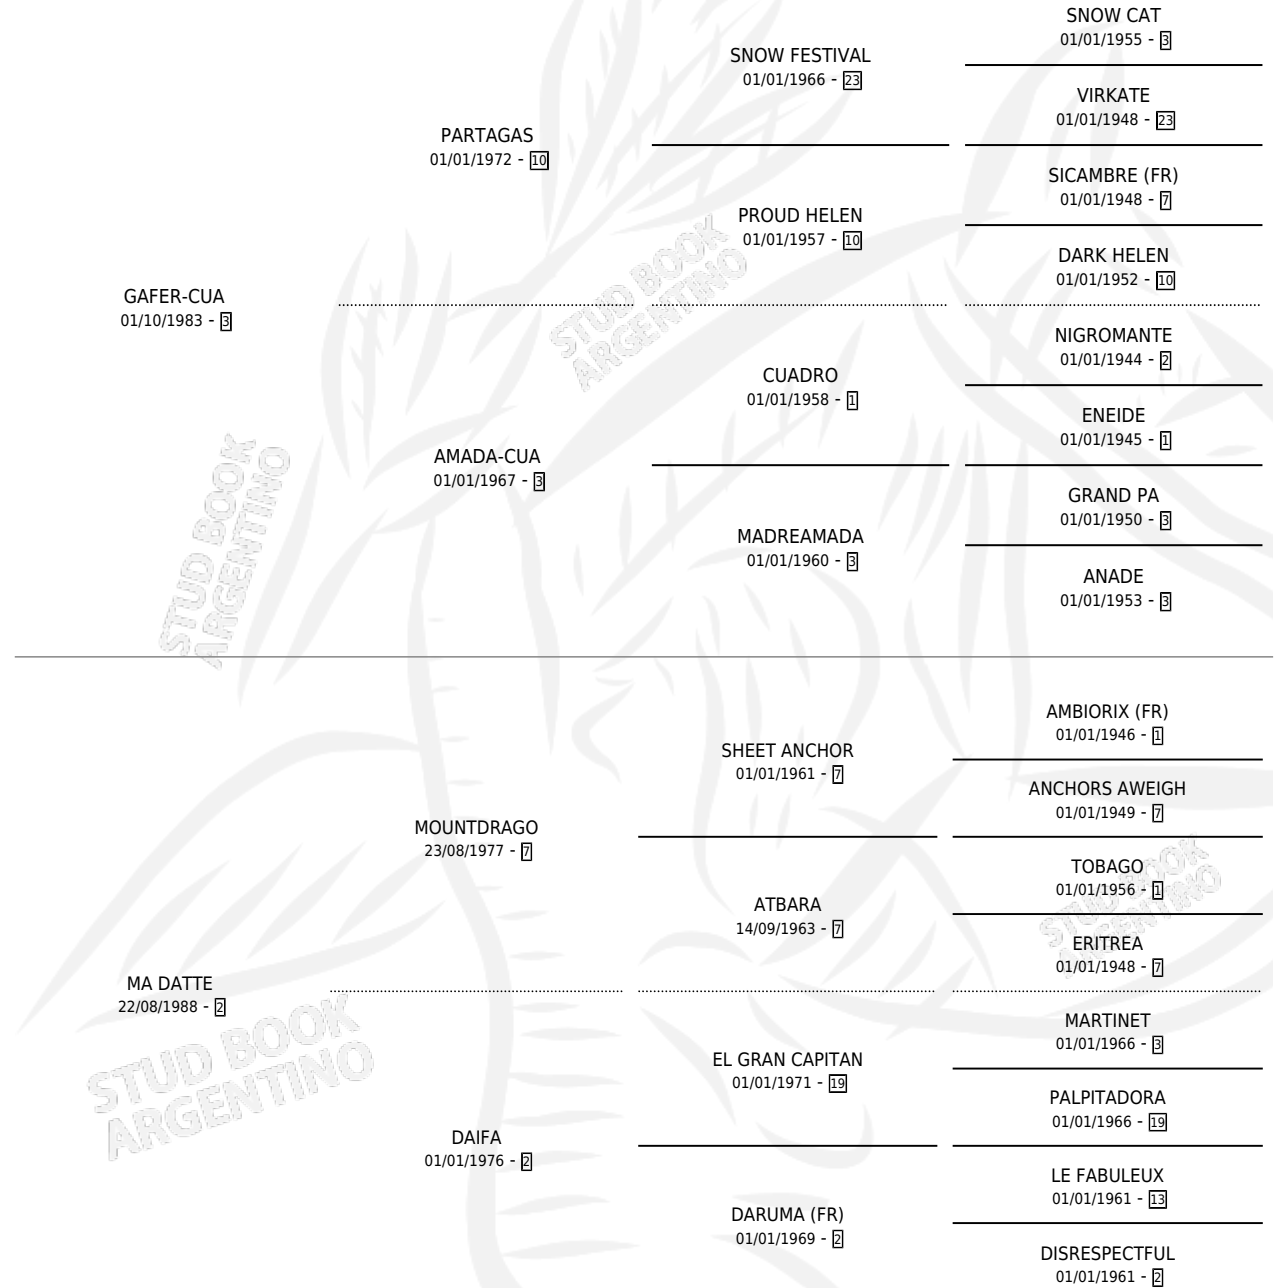 SNOW CAT
01/01/1955 - 3
SNOW FESTIVAL
01/01/1966 - 23
VIRKATE
01/01/1948 - 23
PARTAGAS
01/01/1972 - 10
SICAMBRE (FR)
01/01/1948 - 7
PROUD HELEN
01/01/1957 - 10
DARK HELEN
01/01/1952 - 10
GAFER-CUA
01/10/1983 - 3
STUD BOOK
ARGENTINO
NIGROMANTE
01/01/1944 - 2
CUADRO
01/01/1958 - 1
ENEIDE
01/01/1945 - 1
AMADA-CUA
01/01/1967 - 3
GRAND PA
01/01/1950 - 3
MADREAMADA
01/01/1960 - 3
ANADE
01/01/1953 - 3
STUD BOOK
ARGENTINO
AMBIORIX (FR)
01/01/1946 - 1
SHEET ANCHOR
01/01/1961 - 7
ANCHORS AWEIGH
01/01/1949 - 7
MOUNTDRAGO
23/08/1977 - 7
TOBAGO
01/01/1956 - 1
ATBARA
14/09/1963 - 7
STUD BOOK
ARGENTINO
ERITREA
01/01/1948 - 7
MA DATTE
22/08/1988 - 2
MARTINET
01/01/1966 - 3
EL GRAN CAPITAN
01/01/1971 - 19
STUD BOOK
ARGENTINO
PALPITADORA
01/01/1966 - 19
DAIFA
01/01/1976 - 2
LE FABULEUX
01/01/1961 - 13
DARUMA (FR)
01/01/1969 - 2
DISRESPECTFUL
01/01/1961 - 2